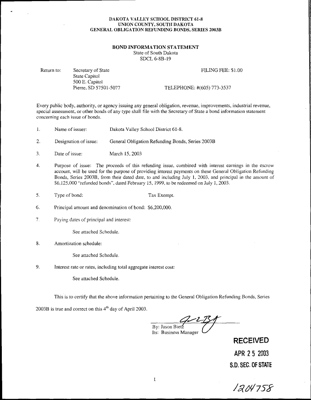 DAKOTA VALLEY SCHOOL DISTRICT 61-8
UNION COUNTY, SOUTH DAKOTA
GENERAL OBLIGATION REFUNDING BONDS, SERIES 2003B
BOND INFORMATION STATEMENT
State of South Dakota
SDCL 6-8B-19
Return to: Secretary of State FILING FEE: $1.00
State Capitol
500 E. Capitol
Pierre, SD 57501-5077 TELEPHONE: #(605) 773-3537
Every public body, authority, or agency issuing any general obligation, revenue, improvements, industrial revenue,
special assessment, or other bonds of any type shall file with the Secretary of State a bond information statement
concerning each issue of bonds.
1. Name of issuer: Dakota Valley School District 61-8.
2. Designation of issue: General Obligation Refunding Bonds, Series 2003B
3. Date of issue: March 15, 2003
4. Purpose of issue: The proceeds of this refunding issue, combined with interest earnings in the escrow
account, will be used for the purpose of providing interest payments on these General Obligation Refunding
Bonds, Series 2003B, from their dated date, to and including July 1, 2003, and principal in the amount of
$6,125,000 "refunded bonds", dated February 15, 1999, to be redeemed on July 1, 2003.
5. Type of bond: Tax Exempt.
6. Principal amount and denomination of bond: $6,200,000.
7. Paying dates of principal and interest:
See attached Schedule.
8. Amortization schedule:
See attached Schedule.
9. Interest rate or rates, including total aggregate interest cost:
See attached Schedule.
This is to certify that the above information pertaining to the General Obligation Refunding Bonds, Series
2003B is true and correct on this 4th day of April 2003.
By: Jason
Its: Business Manager
RECEIVED
APR 25 2003
S.D. SEC. OF STATE
1
1204758